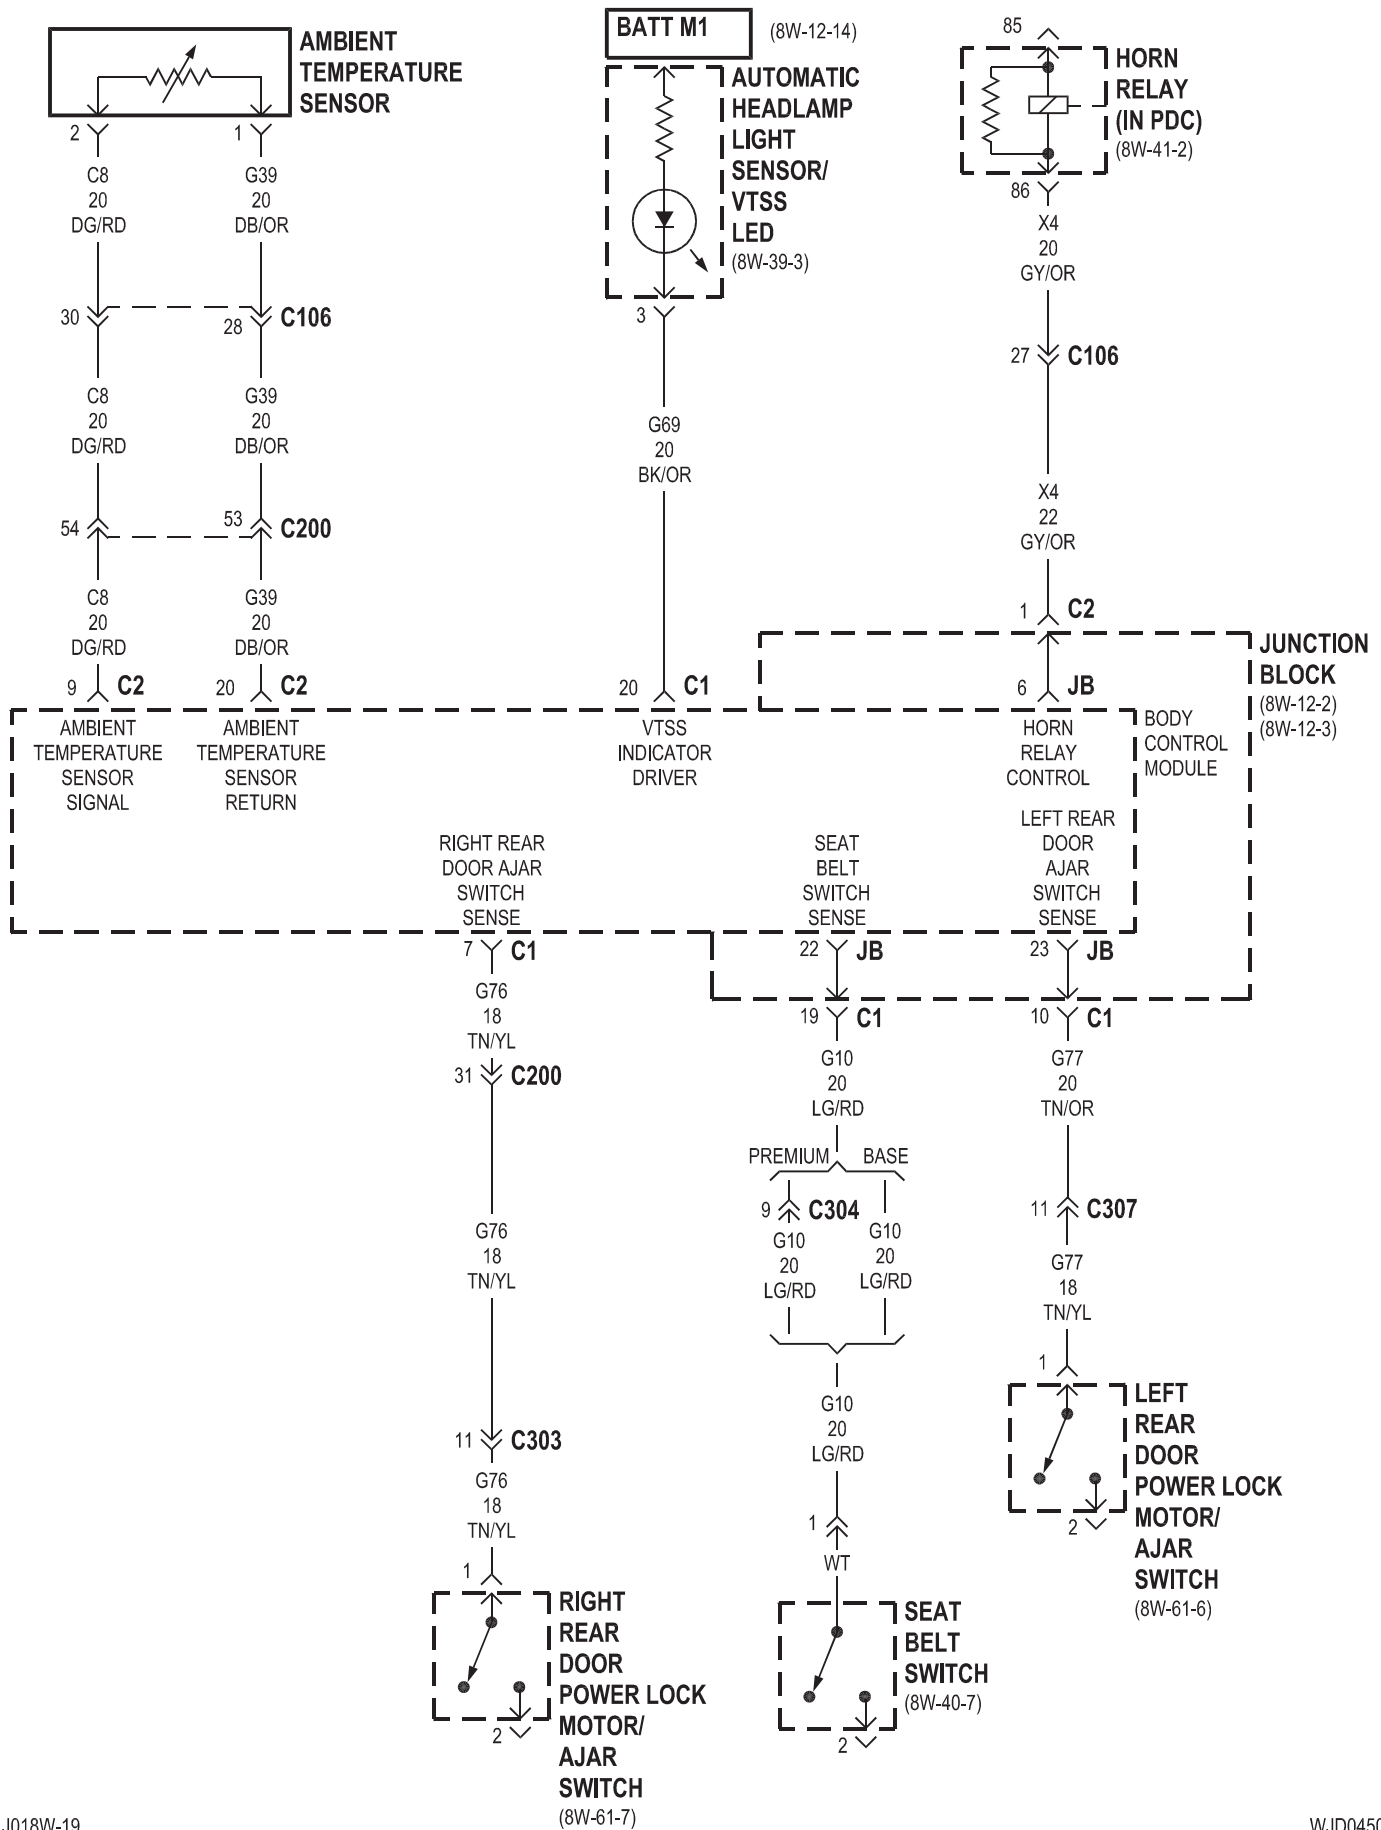 BATT M1
(8W-12-14)
85
AMBIENT
TEMPERATURE
SENSOR
AUTOMATIC
HEADLAMP
LIGHT
SENSOR/
VTSS
LED
(8W-39-3)
HORN
RELAY
(IN PDC)
(8W-41-2)
2
1
86
C8
20
DG/RD
G39
20
DB/OR
X4
20
GY/OR
30
28
C106
3
27
C106
C8
20
DG/RD
G39
20
DB/OR
G69
20
BK/OR
X4
22
GY/OR
54
53
C200
C8
20
DG/RD
G39
20
DB/OR
1
C2
9
C2
20
C2
20
C1
6
JB
JUNCTION
BLOCK
(8W-12-2)
(8W-12-3)
AMBIENT
TEMPERATURE
SENSOR
SIGNAL
AMBIENT
TEMPERATURE
SENSOR
RETURN
VTSS
INDICATOR
DRIVER
HORN
RELAY
CONTROL
BODY
CONTROL
MODULE
RIGHT REAR
DOOR AJAR
SWITCH
SENSE
SEAT
BELT
SWITCH
SENSE
LEFT REAR
DOOR
AJAR
SWITCH
SENSE
7
C1
22
JB
23
JB
G76
18
TN/YL
19
C1
10
C1
31
C200
G10
20
LG/RD
G77
20
TN/OR
PREMIUM
BASE
9
C304
11
C307
G76
18
TN/YL
G10
20
LG/RD
G10
20
LG/RD
G77
18
TN/YL
1
11
C303
G10
20
LG/RD
LEFT
REAR
DOOR
POWER LOCK
MOTOR/
AJAR
SWITCH
(8W-61-6)
2
G76
18
TN/YL
1
WT
1
RIGHT
REAR
DOOR
POWER LOCK
MOTOR/
AJAR
SWITCH
(8W-61-7)
2
SEAT
BELT
SWITCH
(8W-40-7)
2
J018W-19
WJD0450